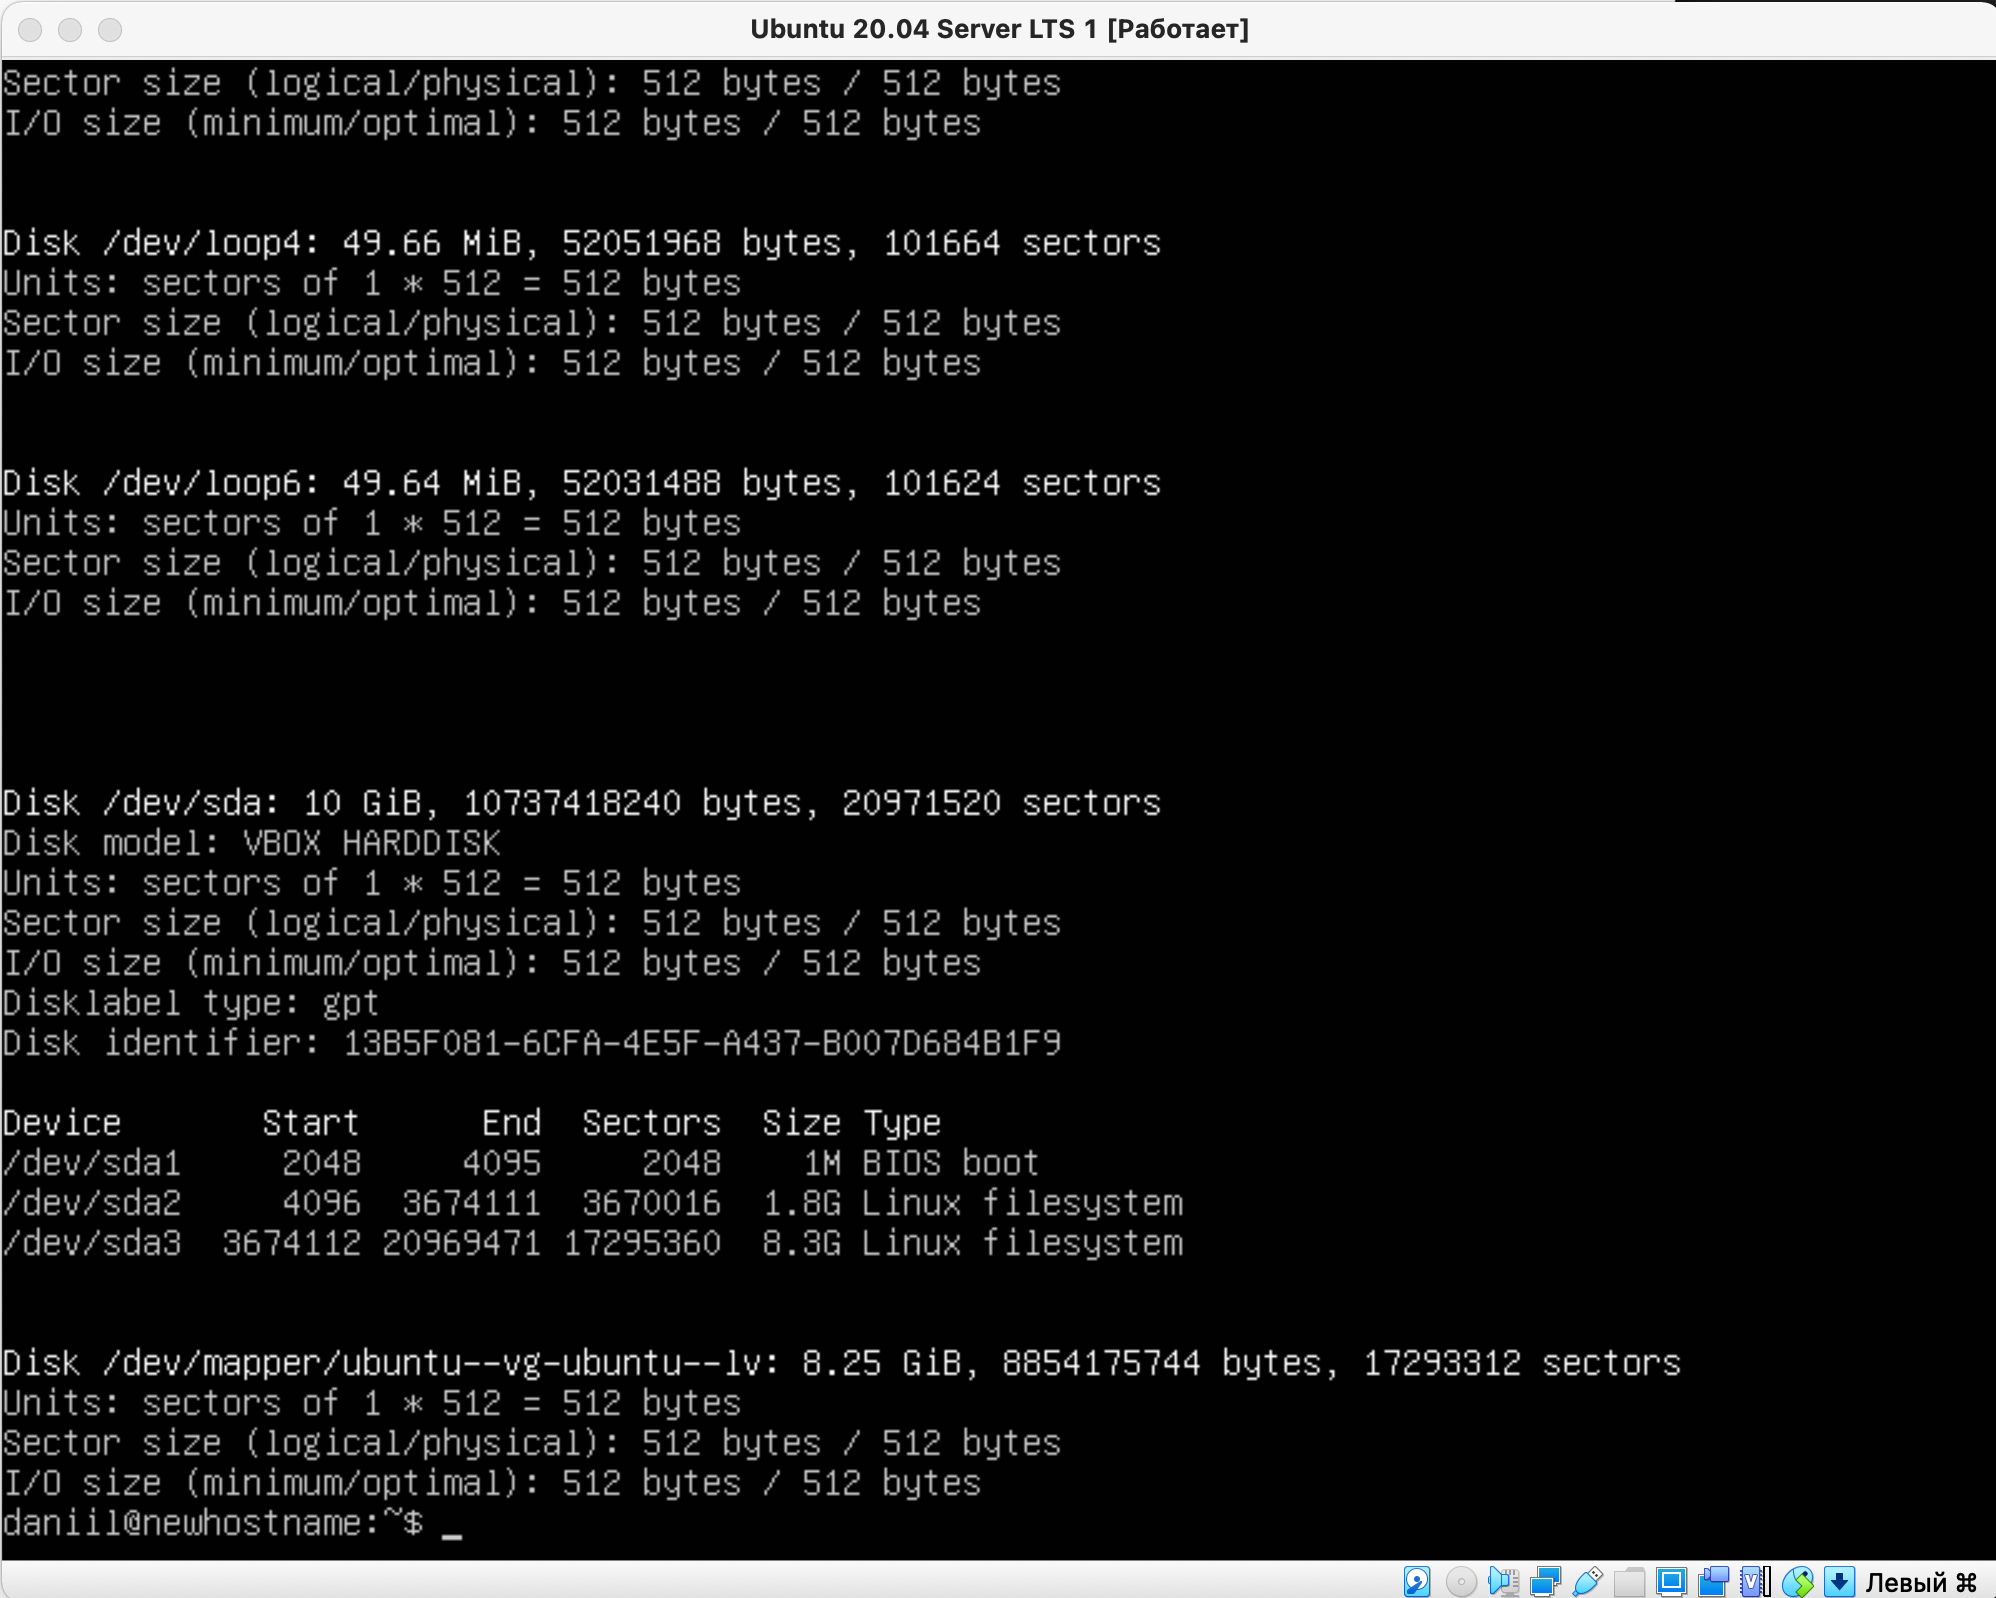 Ubuntu 20.04 Server LTS 1 [Работает]
Sector size (logical/physical): 512 bytes / 512 bytes
I/O size (minimum/optimal): 512 bytes / 512 bytes
Disk /dev/loop4: 49.66 MiB, 52051968 bytes, 101664 sectors
Units: sectors of 1 * 512 = 512 bytes
Sector size (logical/physical): 512 bytes / 512 bytes
I/O size (minimum/optimal): 512 bytes / 512 bytes
Disk /dev/loop6: 49.64 MiB, 52031488 bytes, 101624 sectors
Units: sectors of 1 * 512 = 512 bytes
Sector size (logical/physical): 512 bytes / 512 bytes
I/O size (minimum/optimal): 512 bytes / 512 bytes
Disk /dev/sda: 10 GiB, 10737418240 bytes, 20971520 sectors
Disk model: VBOX HARDDISK
Units: sectors of 1 * 512 = 512 bytes
Sector size (logical/physical): 512 bytes / 512 bytes
I/O size (minimum/optimal): 512 bytes / 512 bytes
Disklabel type: gpt
Disk identifier: 13B5F081-6CFA-4E5F-A437-B007D684B1F9
Device       Start      End  Sectors  Size Type
/dev/sda1     2048     4095     2048    1M BIOS boot
/dev/sda2     4096  3674111  3670016  1.8G Linux filesystem
/dev/sda3  3674112 20969471 17295360  8.3G Linux filesystem
Disk /dev/mapper/ubuntu--vg-ubuntu--lv: 8.25 GiB, 8854175744 bytes, 17293312 sectors
Units: sectors of 1 * 512 = 512 bytes
Sector size (logical/physical): 512 bytes / 512 bytes
I/O size (minimum/optimal): 512 bytes / 512 bytes
daniil@newhostname:~$ _
Левый ⌘